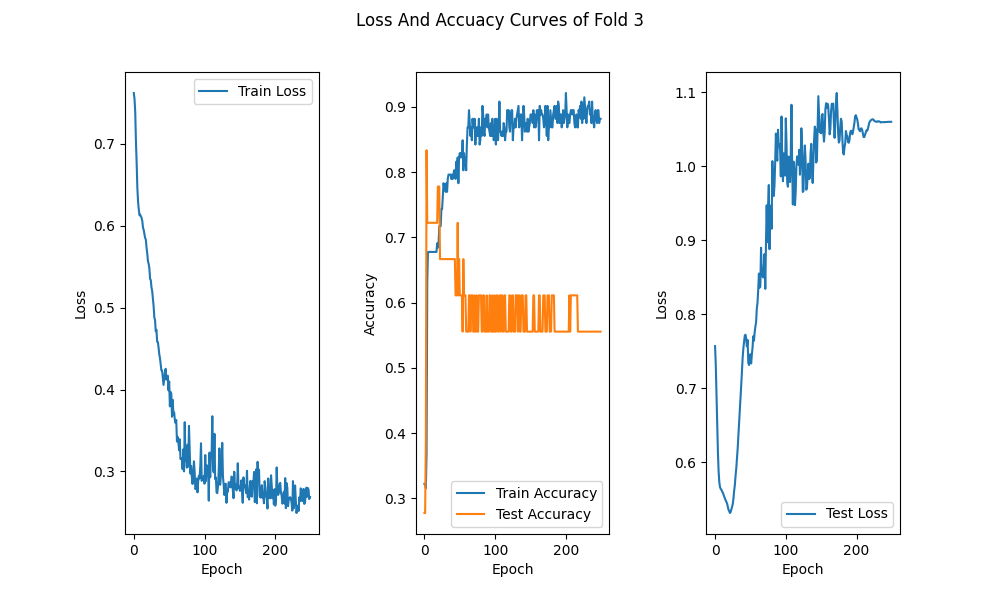 Loss And Accuacy Curves of Fold 3
Train Loss
0.7
0.6
0.5
0.4
0.3
Loss
0 100 200
Epoch
0.9
0.8
0.7
0.6
0.5
0.4
0.3
Accuracy
Train Accuracy
Test Accuracy
0 100 200
Epoch
1.1
1.0
0.9
0.8
0.7
0.6
Loss
Test Loss
0 100 200
Epoch